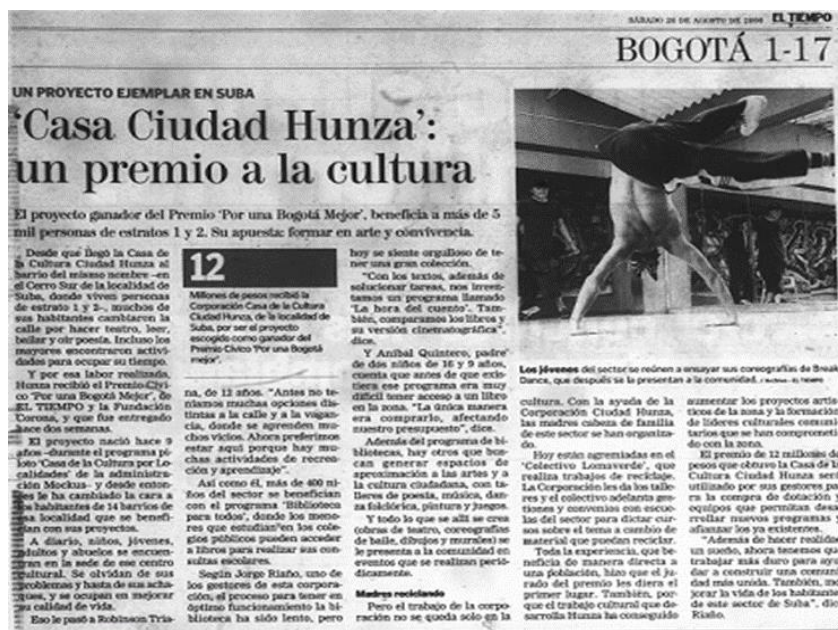 SÁBADO 26 DE AGOSTO DE 2006 EL TIEMPO
BOGOTÁ 1-17
UN PROYECTO EJEMPLAR EN SUBA
'Casa Ciudad Hunza':
un premio a la cultura
El proyecto ganador del Premio 'Por una Bogotá Mejor', beneficia a más de 5
mil personas de estratos 1 y 2. Su apuesta: formar en arte y convivencia.
Desde que llegó la Casa de
la Cultura Ciudad Hunza al
barrio del mismo nombre –en
el Cerro Sur de la localidad de
Suba, donde viven personas
de estrato 1 y 2–, muchos de
sus habitantes cambiaron la
calle por hacer teatro, leer,
bailar y oír poesía. Incluso los
mayores encontraron activi-
dades para ocupar su tiempo.
Y por esa labor realizada,
Hunza recibió el Premio Cívi-
co 'Por una Bogotá Mejor', de
EL TIEMPO y la Fundación
Corona, y que fue entregado
hace dos semanas.
El proyecto nació hace 9
años –durante el programa pi-
loto 'Casa de la Cultura por Lo-
calidades' de la administra-
ción Mockus– y desde enton-
ces le ha cambiado la cara a
los habitantes de 14 barrios de
esa localidad que se benefi-
cian con sus proyectos.
A diario, niños, jóvenes,
adultos y abuelos se encuen-
tran en la sede de ese centro
cultural. Se olvidan de sus
problemas y hasta de sus acha-
ques, y se ocupan en mejorar
su calidad de vida.
Eso le pasó a Robinson Tria-
12
Millones de pesos recibió la
Corporación Casa de la Cultura
Ciudad Hunza, de la localidad de
Suba, por ser el proyecto
escogido como ganador del
Premio Cívico 'Por una Bogotá
mejor'.
na, de 12 años. "Antes no te-
níamos muchas opciones dis-
tintas a la calle y a la vagan-
cia, donde se aprenden
muchos vicios. Ahora preferimos
estar aquí porque hay mu-
chas actividades de recrea-
ción y aprendizaje".
Así como él, más de 400 ni-
ños del sector se benefician
con el programa 'Biblioteca
para todos', donde los meno-
res que estudian en los cole-
gios públicos pueden acceder
a libros para realizar sus con-
sultas escolares.
Según Jorge Riaño, uno de
los gestores de esta corpora-
ción, el proceso para tener en
óptimo funcionamiento la bi-
blioteca ha sido lento, pero
hoy se siente orgulloso de te-
ner una gran colección.
"Con los textos, además de
solucionar tareas, nos inven-
tamos un programa llamado
'La hora del cuento'. Tam-
bién, comparamos los libros y
su versión cinematográfica",
dice.
Y Aníbal Quintero, padre
de dos niños de 16 y 9 años,
cuenta que antes de que exis-
tiera ese programa era muy
difícil tener acceso a un libro
en la zona. "La única manera
era comprarlo, afectando
nuestro presupuesto", dice.
Además del programa de bi-
bliotecas, hay otros que bus-
can generar espacios de
aproximación a las artes y a
la cultura ciudadana, con ta-
lleres de poesía, música, dan-
za folclórica, pintura y juegos.
Y todo lo que allí se crea
(obras de teatro, coreografías
de baile, dibujos y murales) se
le presenta a la comunidad en
eventos que se realizan perió-
dicamente.
Madres reciclando
Pero el trabajo de la corpo-
ración no se queda solo en la
Los jóvenes del sector se reúnen a ensayar sus coreografías de Break
Dance, que después se la presentan a la comunidad. / EL TIEMPO
cultura. Con la ayuda de la
Corporación Ciudad Hunza,
las madres cabeza de familia
de este sector se han organiza-
do.
Hoy están agremiadas en el
'Colectivo Lomaverde', que
realiza trabajos de reciclaje.
La Corporación les da los talle-
res y el colectivo adelanta ges-
tiones y convenios con escue-
las del sector para dictar cur-
sos sobre el tema a cambio de
material que puedan reciclar.
Toda la experiencia, que be-
neficia de manera directa a
una población, hizo que el ju-
rado del premio les diera el
primer lugar. También, por-
que el trabajo cultural que de-
sarrolla Hunza ha conseguido
aumentar los proyectos artís-
ticos de la zona y la formación
de líderes culturales comuni-
tarios que se han comprometi-
do con la zona.
El premio de 12 millones de
pesos que obtuvo la Casa de la
Cultura Ciudad Hunza será
utilizado por sus gestores pa-
ra la compra de dotación y
equipos que permitan desa-
rrollar nuevos programas y
afianzar los ya existentes.
"Además de hacer realidad
un sueño, ahora tenemos que
trabajar más duro para ayu-
dar a construir una comuni-
dad más unida. También, me-
jorar la vida de los habitantes
de este sector de Suba", dice
Riaño.